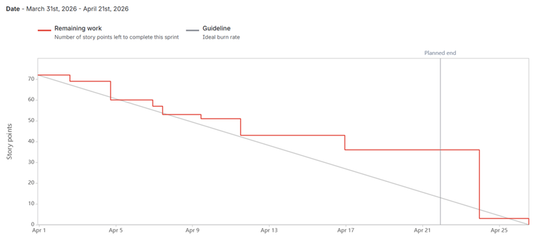 Date - March 31st, 2026 - April 21st, 2026
Remaining work
Number of story points left to complete this sprint
Guideline
Ideal burn rate
Planned end
Story points
70
60
50
40
30
20
10
0
Apr 1
Apr 5
Apr 9
Apr 13
Apr 17
Apr 21
Apr 25